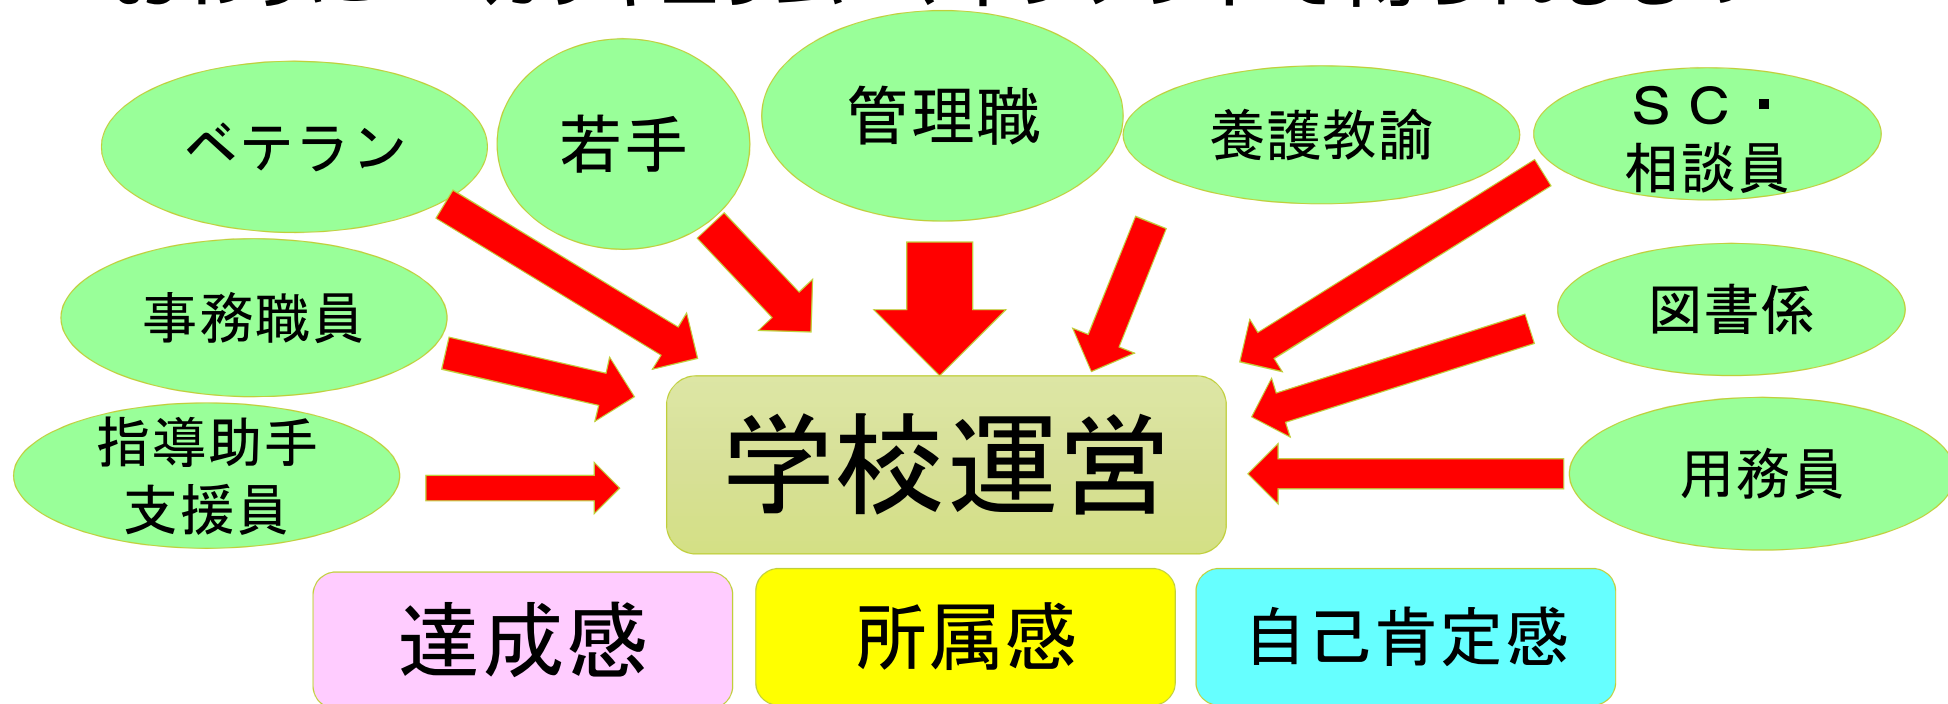 管理職
若手
ベテラン
養護教諭
ＳＣ・
相談員
事務職員
図書係
指導助手
支援員
学校運営
用務員
達成感
所属感
自己肯定感